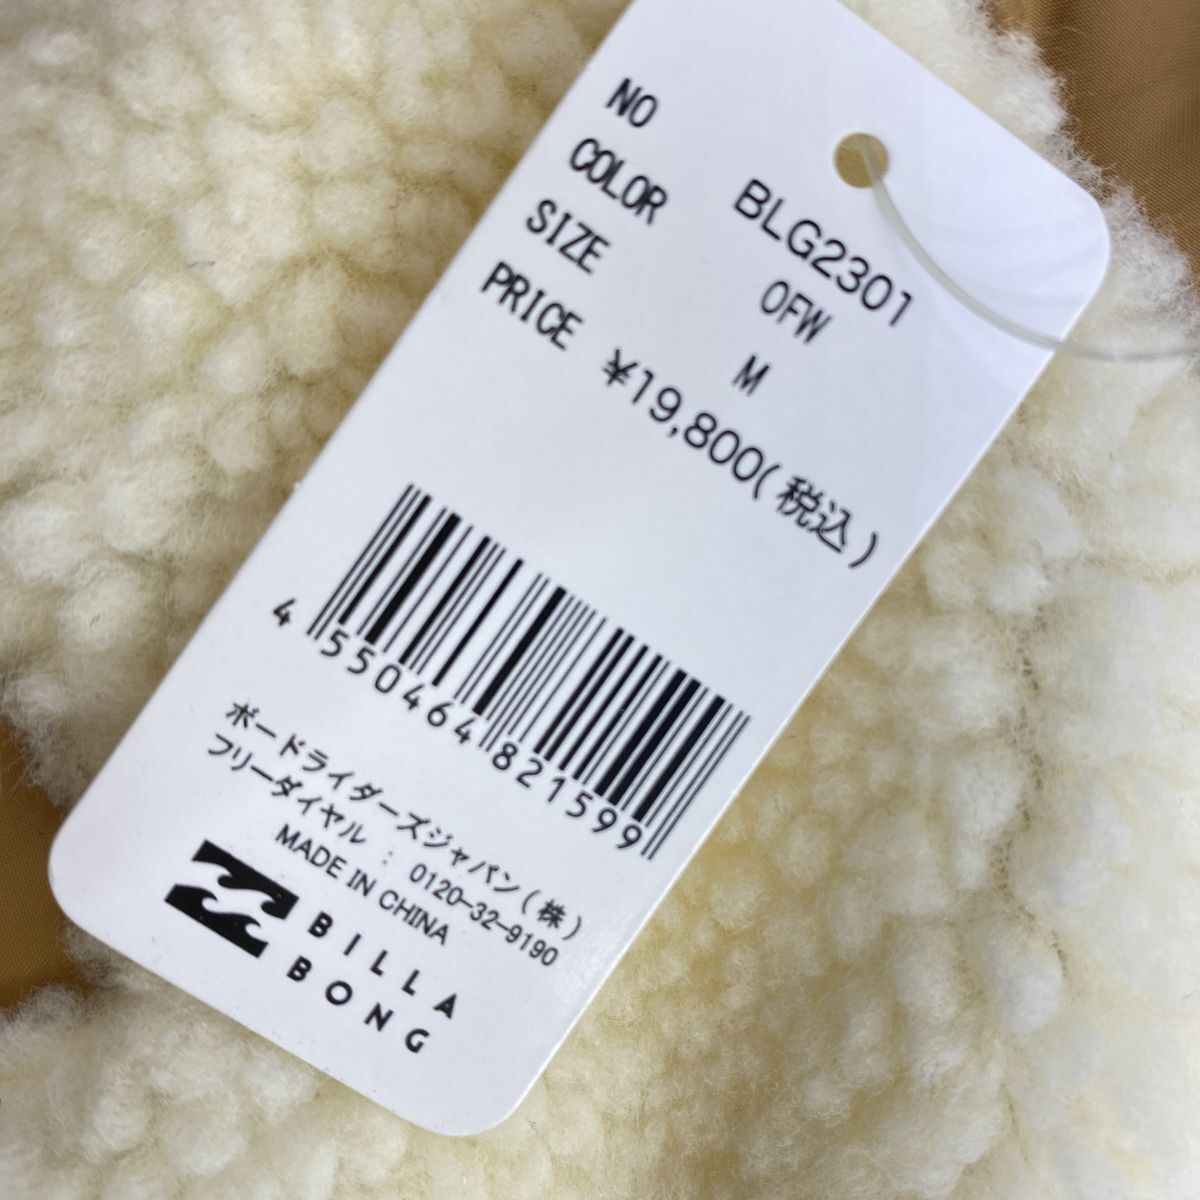 NO BLG2301
COLOR OFW
SIZE M
PRICE ¥19,800(税込)
4 550464 821599
ボードライダーズジャパン(株)
フリーダイヤル: 0120-32-9190
MADE IN CHINA
BILLA
BONG